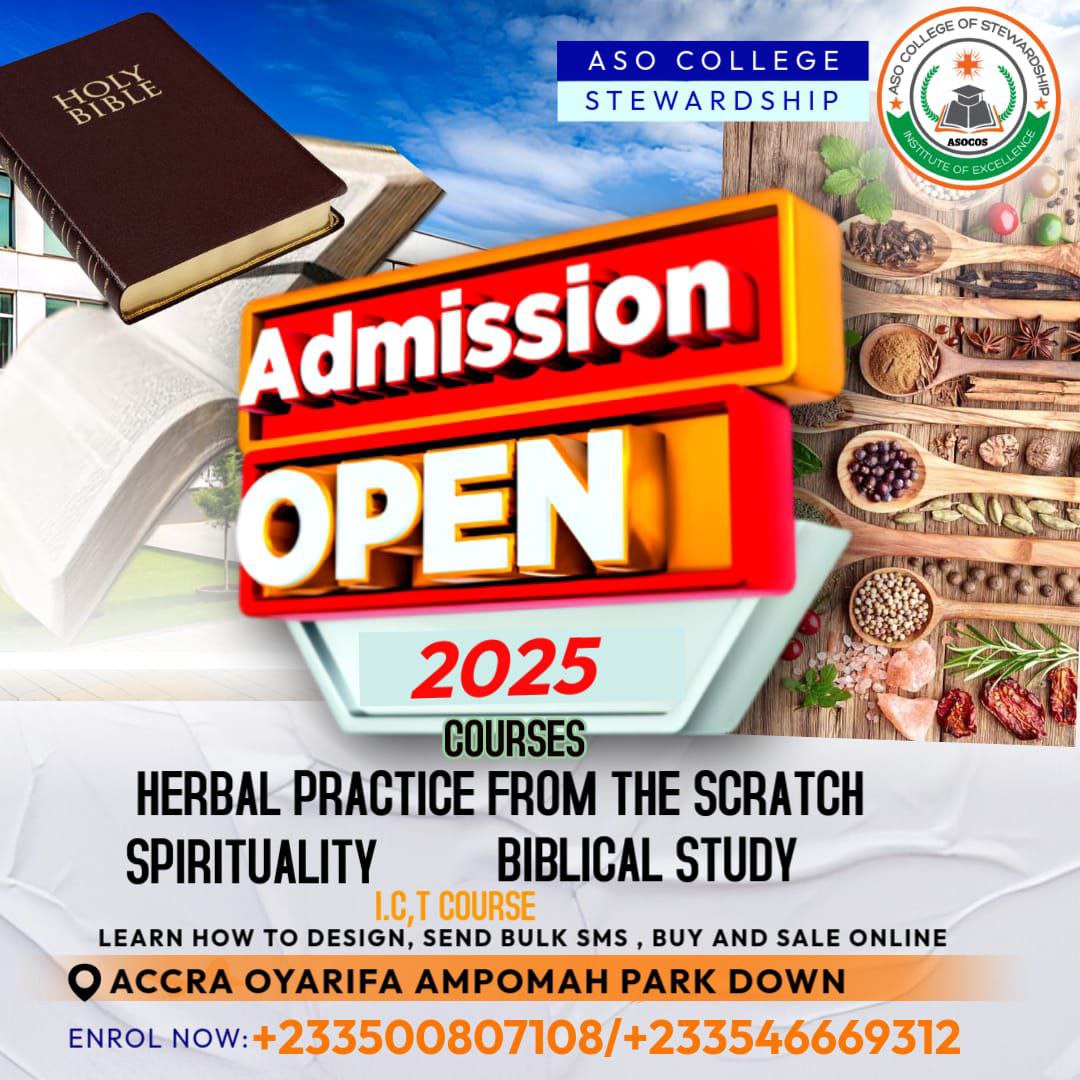 HOLY
BIBLE
ASO COLLEGE
STEWARDSHIP
ASO COLLEGE OF STEWARDSHIP
ASOCOS
INSTITUTE OF EXCELLENCE
Admission
OPEN
2025
COURSES
HERBAL PRACTICE FROM THE SCRATCH
SPIRITUALITY BIBLICAL STUDY
I.C,T COURSE
LEARN HOW TO DESIGN, SEND BULK SMS , BUY AND SALE ONLINE
ACCRA OYARIFA AMPOMAH PARK DOWN
ENROL NOW: +233500807108/+233546669312